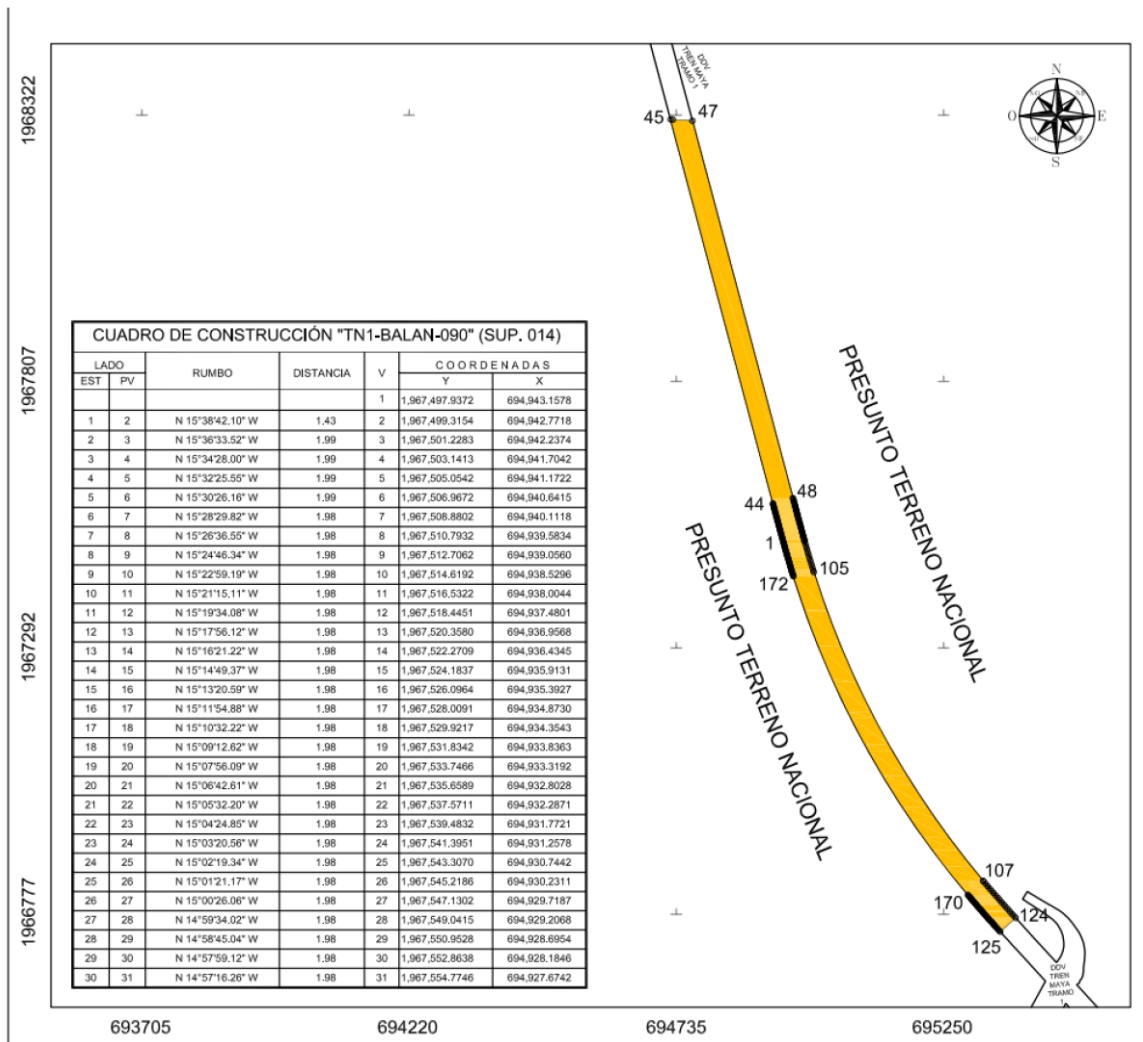 1968322
1967807
1967292
1966777
693705
694220
694735
695250
DDV
TREN MAYA
TRAMO 1
N
NE
E
S
SO
O
NO
45
47
44
48
1
105
172
107
170
124
125
PRESUNTO TERRENO NACIONAL
PRESUNTO TERRENO NACIONAL
DDV
TREN
MAYA
TRAMO
1
CUADRO DE CONSTRUCCIÓN "TN1-BALAN-090" (SUP. 014)
LADO RUMBO DISTANCIA V COORDENADAS
EST PV Y X
1 1,967,497.9372 694,943.1578
1 2 N 15°38'42.10" W 1.43 2 1,967,499.3154 694,942.7718
2 3 N 15°36'33.52" W 1.99 3 1,967,501.2283 694,942.2374
3 4 N 15°34'28.00" W 1.99 4 1,967,503.1413 694,941.7042
4 5 N 15°32'25.55" W 1.99 5 1,967,505.0542 694,941.1722
5 6 N 15°30'26.16" W 1.99 6 1,967,506.9672 694,940.6415
6 7 N 15°28'29.82" W 1.98 7 1,967,508.8802 694,940.1118
7 8 N 15°26'36.55" W 1.98 8 1,967,510.7932 694,939.5834
8 9 N 15°24'46.34" W 1.98 9 1,967,512.7062 694,939.0560
9 10 N 15°22'59.19" W 1.98 10 1,967,514.6192 694,938.5296
10 11 N 15°21'15.11" W 1.98 11 1,967,516.5322 694,938.0044
11 12 N 15°19'34.08" W 1.98 12 1,967,518.4451 694,937.4801
12 13 N 15°17'56.12" W 1.98 13 1,967,520.3580 694,936.9568
13 14 N 15°16'21.22" W 1.98 14 1,967,522.2709 694,936.4345
14 15 N 15°14'49.37" W 1.98 15 1,967,524.1837 694,935.9131
15 16 N 15°13'20.59" W 1.98 16 1,967,526.0964 694,935.3927
16 17 N 15°11'54.88" W 1.98 17 1,967,528.0091 694,934.8730
17 18 N 15°10'32.22" W 1.98 18 1,967,529.9217 694,934.3543
18 19 N 15°09'12.62" W 1.98 19 1,967,531.8342 694,933.8363
19 20 N 15°07'56.09" W 1.98 20 1,967,533.7466 694,933.3192
20 21 N 15°06'42.61" W 1.98 21 1,967,535.6589 694,932.8028
21 22 N 15°05'32.20" W 1.98 22 1,967,537.5711 694,932.2871
22 23 N 15°04'24.85" W 1.98 23 1,967,539.4832 694,931.7721
23 24 N 15°03'20.56" W 1.98 24 1,967,541.3951 694,931.2578
24 25 N 15°02'19.34" W 1.98 25 1,967,543.3070 694,930.7442
25 26 N 15°01'21.17" W 1.98 26 1,967,545.2186 694,930.2311
26 27 N 15°00'26.06" W 1.98 27 1,967,547.1302 694,929.7187
27 28 N 14°59'34.02" W 1.98 28 1,967,549.0415 694,929.2068
28 29 N 14°58'45.04" W 1.98 29 1,967,550.9528 694,928.6954
29 30 N 14°57'59.12" W 1.98 30 1,967,552.8638 694,928.1846
30 31 N 14°57'16.26" W 1.98 31 1,967,554.7746 694,927.6742